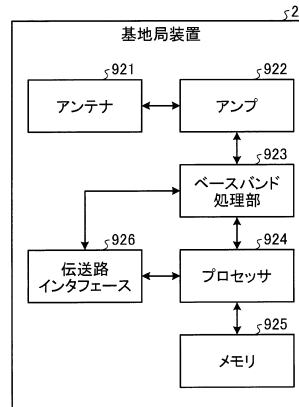 2
基地局装置
921
アンテナ
922
アンプ
923
ベースバンド
処理部
926
伝送路
インタフェース
924
プロセッサ
925
メモリ